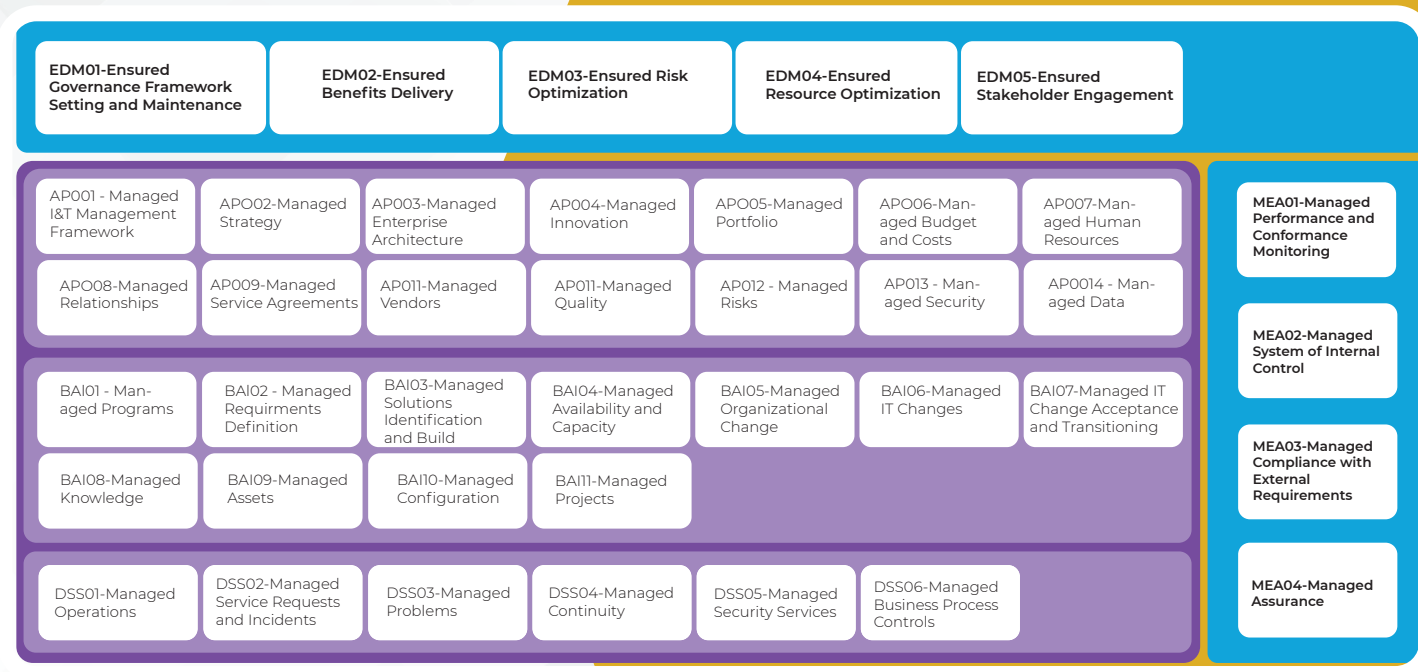 EDM01-Ensured
Governance Framework
Setting and Maintenance
EDM02-Ensured
Benefits Delivery
EDM03-Ensured Risk
Optimization
EDM04-Ensured
Resource Optimization
EDM05-Ensured
Stakeholder Engagement
AP001 - Managed
I&T Management
Framework
APO02-Managed
Strategy
AP003-Managed
Enterprise
Architecture
AP004-Managed
Innovation
APO05-Managed
Portfolio
APO06-Man-
aged Budget
and Costs
AP007-Man-
aged Human
Resources
APO08-Managed
Relationships
AP009-Managed
Service Agreements
AP011-Managed
Vendors
AP011-Managed
Quality
AP012 - Managed
Risks
AP013 - Man-
aged Security
AP0014 - Man-
aged Data
BAI01 - Man-
aged Programs
BAI02 - Managed
Requirments
Definition
BAI03-Managed
Solutions
Identification
and Build
BAI04-Managed
Availability and
Capacity
BAI05-Managed
Organizational
Change
BAI06-Managed
IT Changes
BAI07-Managed IT
Change Acceptance
and Transitioning
BAI08-Managed
Knowledge
BAI09-Managed
Assets
BAI10-Managed
Configuration
BAI11-Managed
Projects
DSS01-Managed
Operations
DSS02-Managed
Service Requests
and Incidents
DSS03-Managed
Problems
DSS04-Managed
Continuity
DSS05-Managed
Security Services
DSS06-Managed
Business Process
Controls
MEA01-Managed
Performance and
Conformance
Monitoring
MEA02-Managed
System of Internal
Control
MEA03-Managed
Compliance with
External
Requirements
MEA04-Managed
Assurance